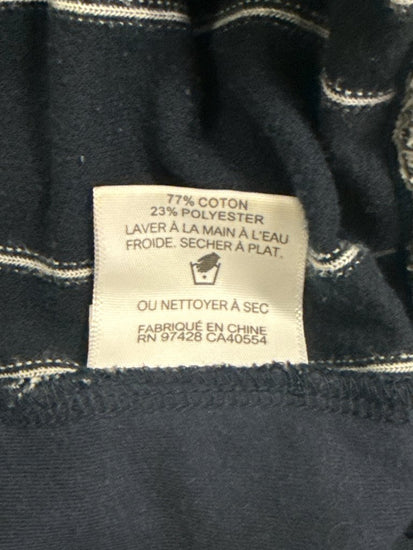 77% COTON
23% POLYESTER
LAVER À LA MAIN À L'EAU
FROIDE. SECHER À PLAT.
OU NETTOYER À SEC
FABRIQUÉ EN CHINE
RN 97428 CA40554